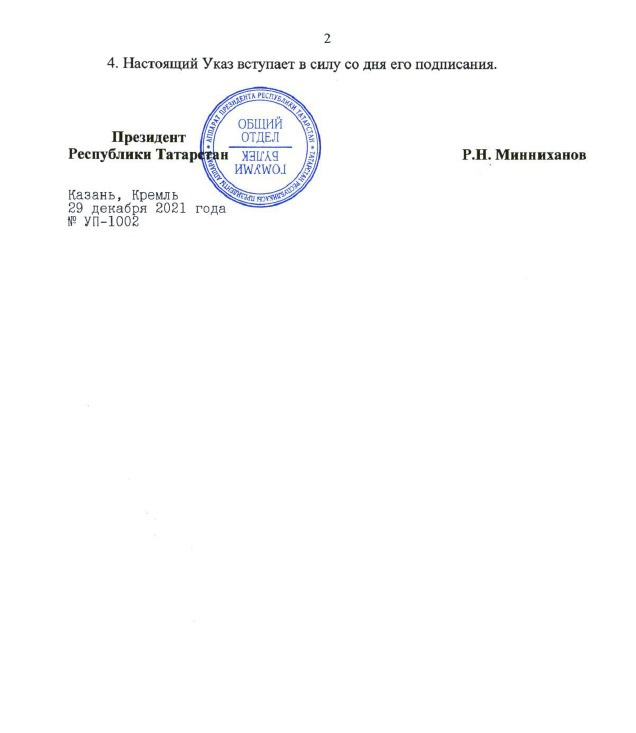 2
4. Настоящий Указ вступает в силу со дня его подписания.
АППАРАТ ПРЕЗИДЕНТА РЕСПУБЛИКИ ТАТАРСТАН * ТАТАРСТАН РЕСПУБЛИКАСЫ ПРЕЗИДЕНТЫ АППАРАТЫ *
ОБЩИЙ
ОТДЕЛ
БҮЛЕК
ГОМУМИ
Президент
Республики Татарстан
Р.Н. Минниханов
Казань, Кремль
29 декабря 2021 года
№ УП-1002